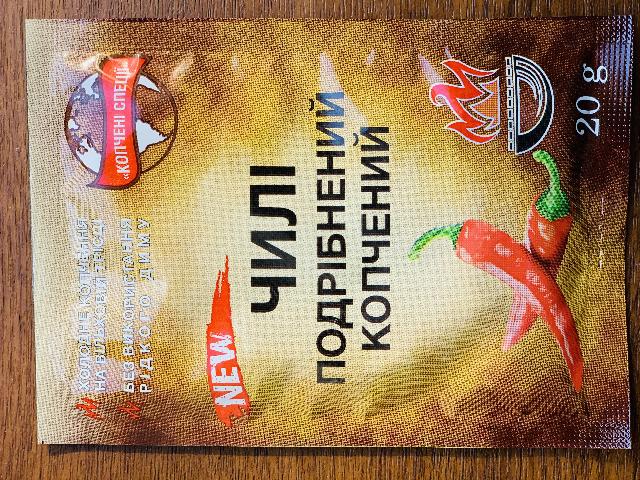 «КОПЧЕНІ СПЕЦІЇ»
ХОЛОДНЕ КОПЧЕННЯ
НА ВІЛЬХОВІЙ ТРІСЦІ
БЕЗ ВИКОРИСТАННЯ
РІДКОГО ДИМУ
NEW
ЧИЛІ
ПОДРІБНЕНИЙ
КОПЧЕНИЙ
20 g